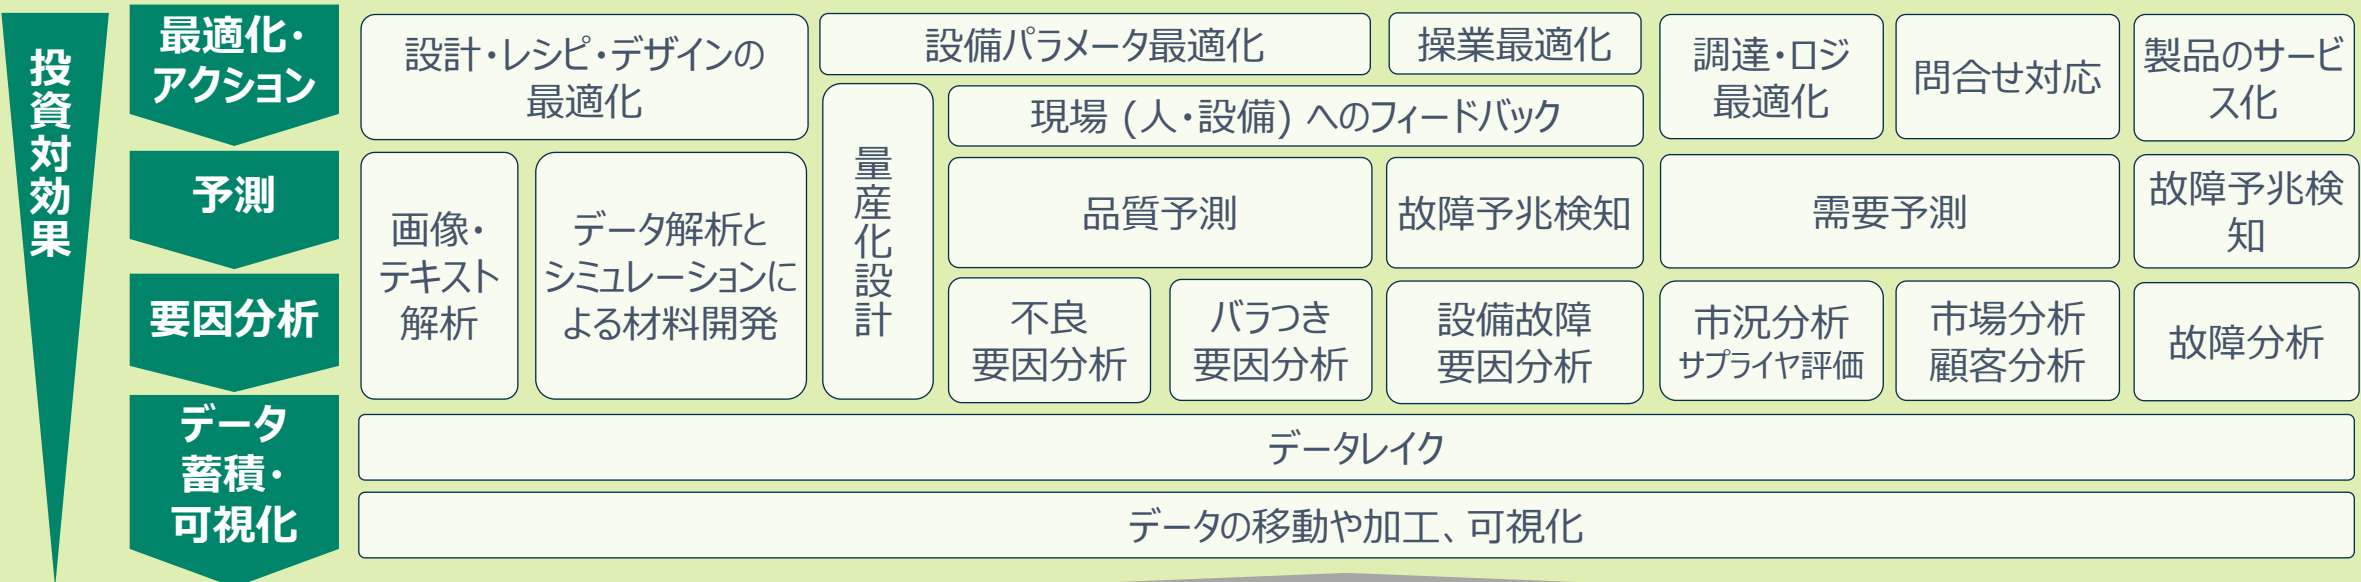 投資対効果
最適化・
アクション
設計・レシピ・デザインの
最適化
設備パラメータ最適化
操業最適化
調達・ロジ
最適化
問合せ対応
製品のサービ
ス化
量産化設計
現場 (人・設備) へのフィードバック
予測
画像・
テキスト
解析
データ解析と
シミュレーションに
よる材料開発
品質予測
故障予兆検知
需要予測
故障予兆検
知
要因分析
不良
要因分析
バラつき
要因分析
設備故障
要因分析
市況分析
サプライヤ評価
市場分析
顧客分析
故障分析
データ
蓄積・
可視化
データレイク
データの移動や加工、可視化